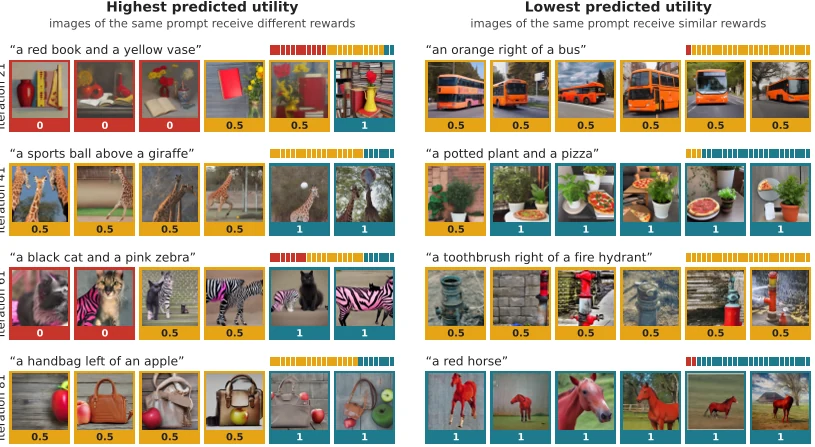 Highest predicted utility
images of the same prompt receive different rewards
Lowest predicted utility
images of the same prompt receive similar rewards
iteration 21
“a red book and a yellow vase”
0 0 0 0.5 0.5 1
“an orange right of a bus”
0.5 0.5 0.5 0.5 0.5 0.5
iteration 41
“a sports ball above a giraffe”
0.5 0.5 0.5 0.5 1 1
“a potted plant and a pizza”
0.5 1 1 1 1 1
iteration 61
“a black cat and a pink zebra”
0 0 0.5 0.5 1 1
“a toothbrush right of a fire hydrant”
0.5 0.5 0.5 0.5 0.5 0.5
iteration 81
“a handbag left of an apple”
0.5 0.5 0.5 0.5 1 1
“a red horse”
1 1 1 1 1 1